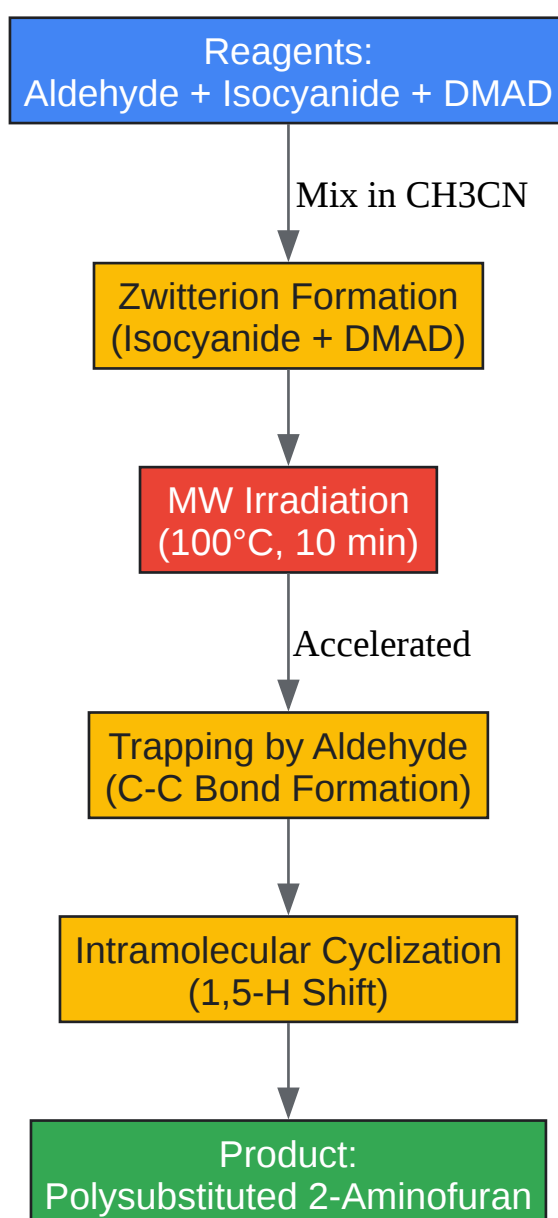 Reagents:
Aldehyde + Isocyanide + DMAD
Mix in CH3CN
Zwitterion Formation
(Isocyanide + DMAD)
MW Irradiation
(100°C, 10 min)
Accelerated
Trapping by Aldehyde
(C-C Bond Formation)
Intramolecular Cyclization
(1,5-H Shift)
Product:
Polysubstituted 2-Aminofuran